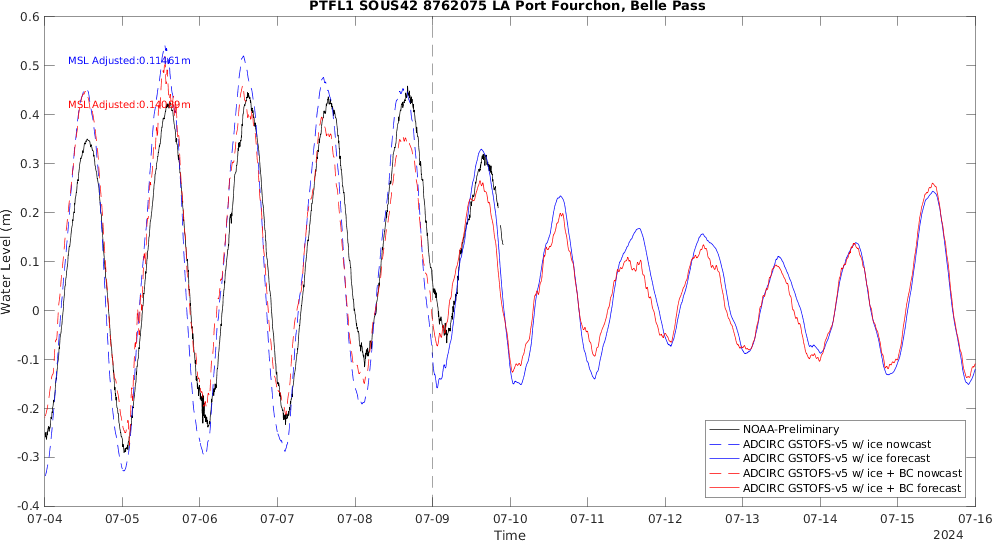 PTFL1 SOUS42 8762075 LA Port Fourchon, Belle Pass
0.6
0.5
0.4
0.3
0.2
0.1
0
-0.1
-0.2
-0.3
-0.4
Water Level (m)
MSL Adjusted:0.11461m
MSL
NOAA-Preliminary
ADCIRC GSTOFS-v5 w/ ice nowcast
ADCIRC GSTOFS-v5 w/ ice forecast
ADCIRC GSTOFS-v5 w/ ice + BC nowcast
ADCIRC GSTOFS-v5 w/ ice + BC forecast
07-04
07-05
07-06
07-07
07-08
07-09
07-10
07-11
07-12
07-13
07-14
07-15
07-16
Time
2024